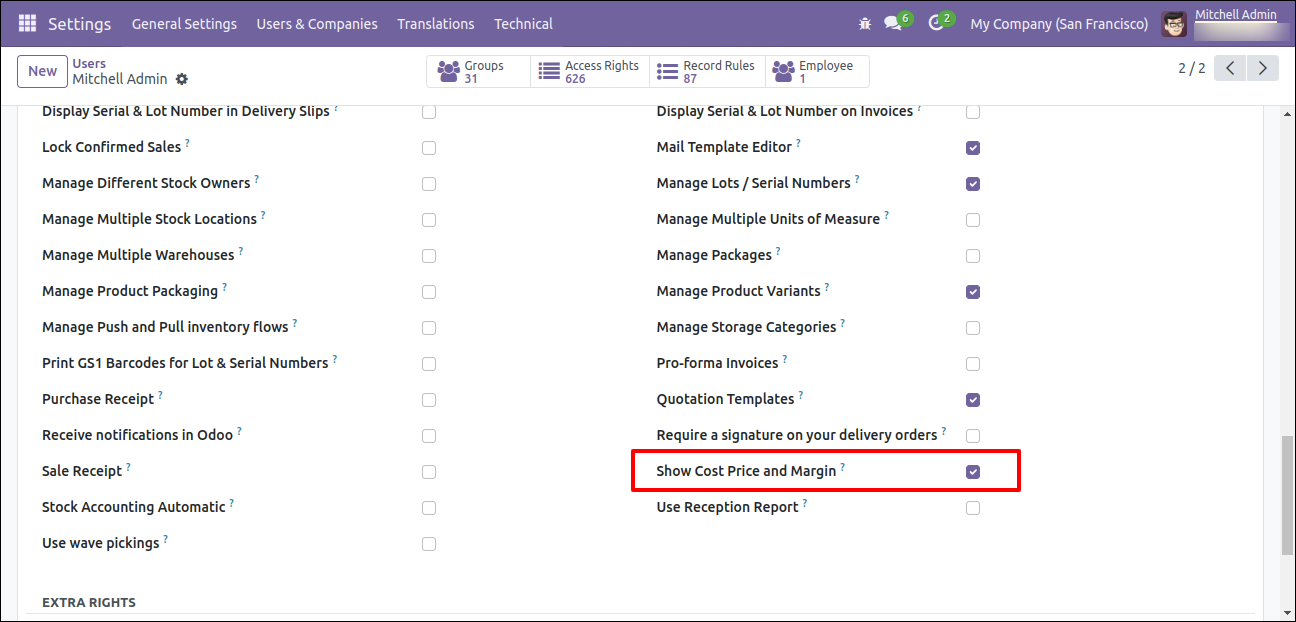 Settings General Settings Users & Companies Translations Technical 6 2 My Company (San Francisco) Mitchell Admin
New Users Groups Access Rights Record Rules Employee
Mitchell Admin 31 626 87 1 2 / 2
Display Serial & Lot Number in Delivery Slips ? Display Serial & Lot Number on Invoices ?
Lock Confirmed Sales ? Mail Template Editor ?
Manage Different Stock Owners ? Manage Lots / Serial Numbers ?
Manage Multiple Stock Locations ? Manage Multiple Units of Measure ?
Manage Multiple Warehouses ? Manage Packages ?
Manage Product Packaging ? Manage Product Variants ?
Manage Push and Pull inventory flows ? Manage Storage Categories ?
Print GS1 Barcodes for Lot & Serial Numbers ? Pro-forma Invoices ?
Purchase Receipt ? Quotation Templates ?
Receive notifications in Odoo ? Require a signature on your delivery orders ?
Sale Receipt ? Show Cost Price and Margin ?
Stock Accounting Automatic ? Use Reception Report ?
Use wave pickings ?
EXTRA RIGHTS